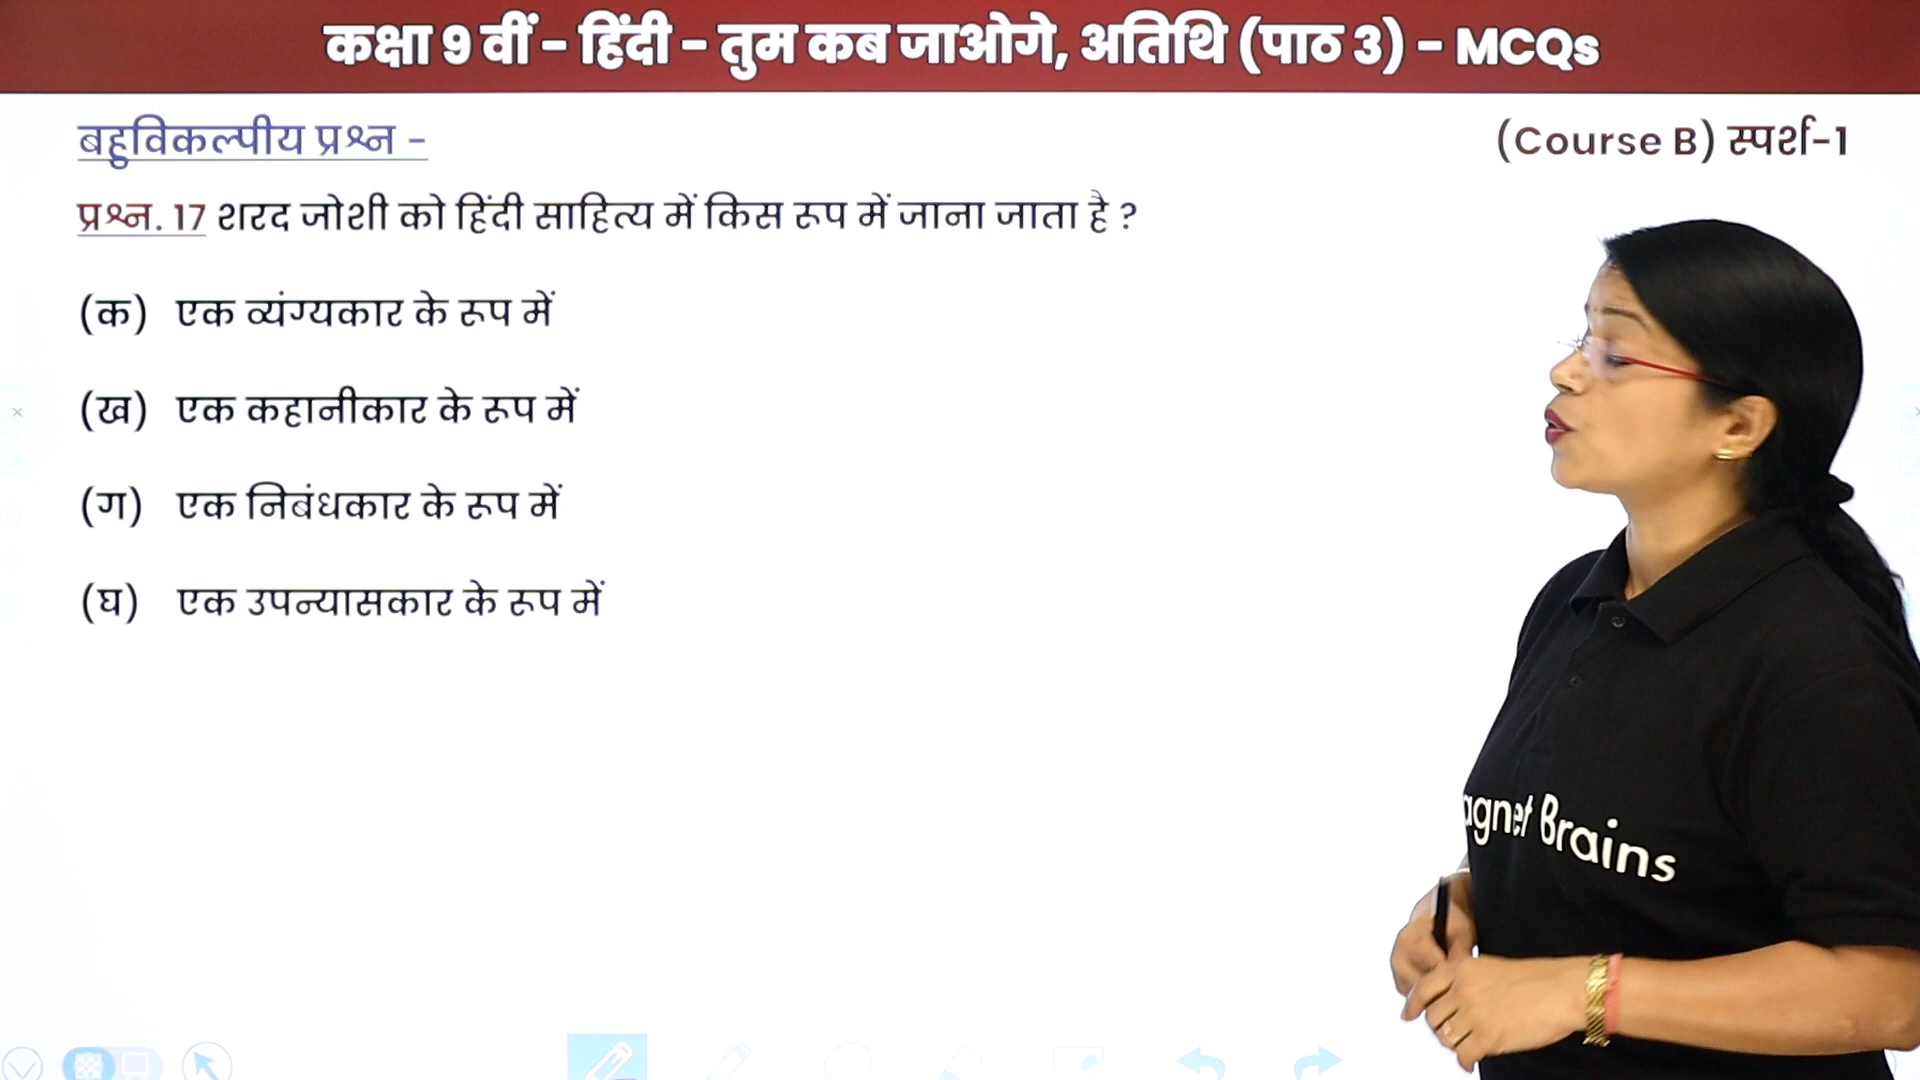 कक्षा 9 वीं – हिंदी – तुम कब जाओगे, अतिथि (पाठ 3) – MCQs
बहुविकल्पीय प्रश्न –
(Course B) स्पर्श-1
प्रश्न. 17 शरद जोशी को हिंदी साहित्य में किस रूप में जाना जाता है ?
(क) एक व्यंग्यकार के रूप में
(ख) एक कहानीकार के रूप में
(ग) एक निबंधकार के रूप में
(घ) एक उपन्यासकार के रूप में
agnet Brains